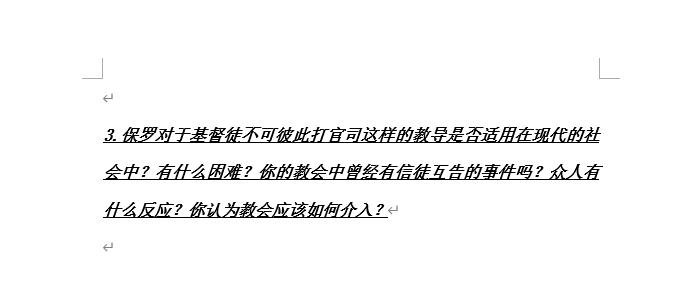 3. 保罗对于基督徒不可彼此打官司这样的教导是否适用在现代的社
会中？有什么困难？你的教会中曾经有信徒互告的事件吗？众人有
什么反应？你认为教会应该如何介入？